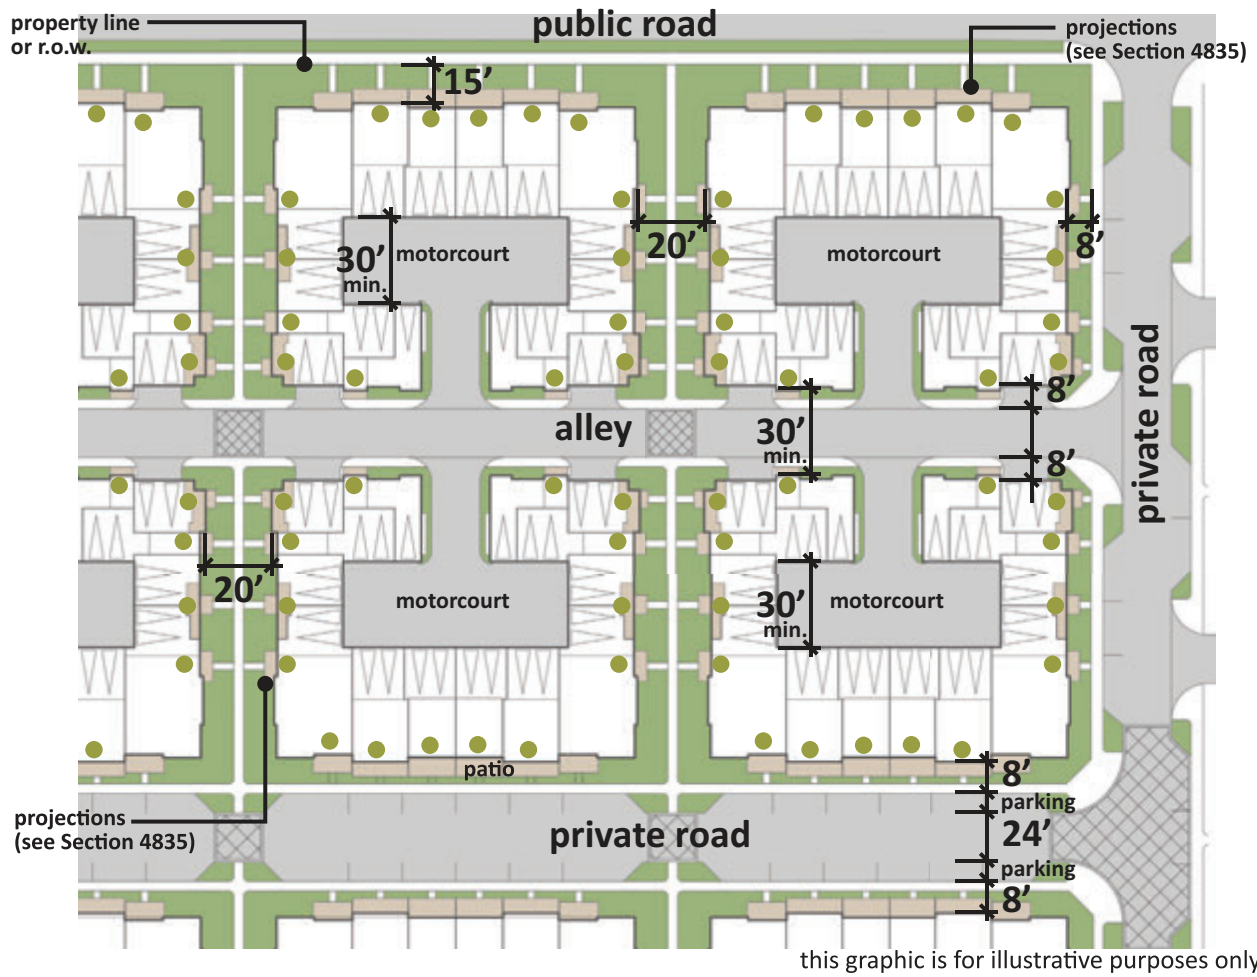 public road
property line
or r.o.w.
projections
(see Section 4835)
15’
20’
8’
30’
min.
motorcourt
motorcourt
private road
8’
alley
30’
min.
8’
20’
motorcourt
30’
min.
motorcourt
patio
8’
parking
projections
(see Section 4835)
private road
24’
parking
8’
this graphic is for illustrative purposes only